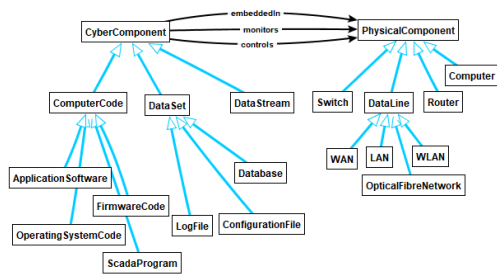 embeddedIn
CyberComponent
monitors
PhysicalComponent
controls
Computer
ComputerCode
DataSet
DataStream
Switch
DataLine
Router
WAN
LAN
WLAN
ApplicationSoftware
Database
OpticalFibreNetwork
FirmwareCode
LogFile
ConfigurationFile
OperatingSystemCode
ScadaProgram